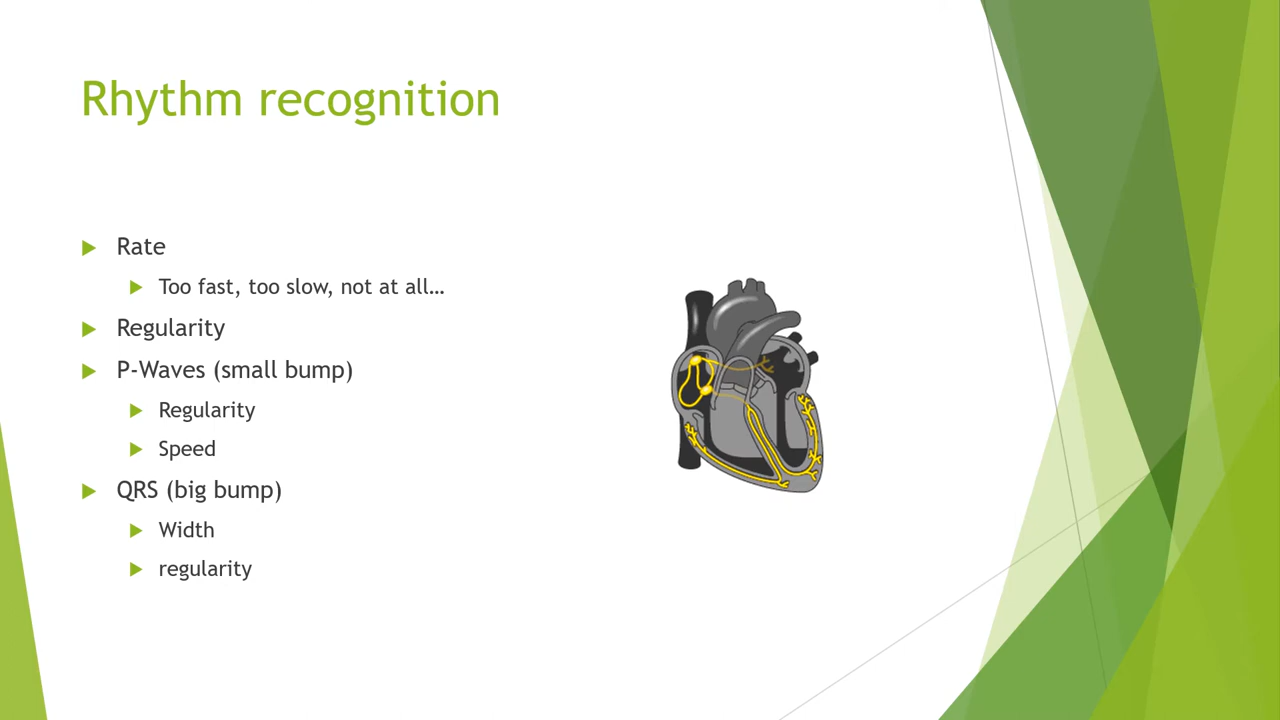 Rhythm recognition
Rate
Too fast, too slow, not at all…
Regularity
P-Waves (small bump)
Regularity
Speed
QRS (big bump)
Width
regularity